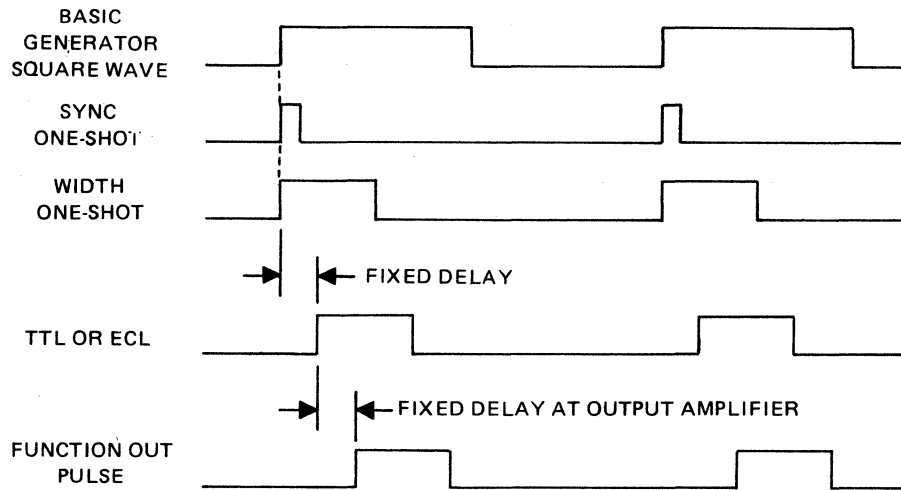 BASIC
GENERATOR
SQUARE WAVE
SYNC
ONE-SHOT
WIDTH
ONE-SHOT
FIXED DELAY
TTL OR ECL
FIXED DELAY AT OUTPUT AMPLIFIER
FUNCTION OUT
PULSE